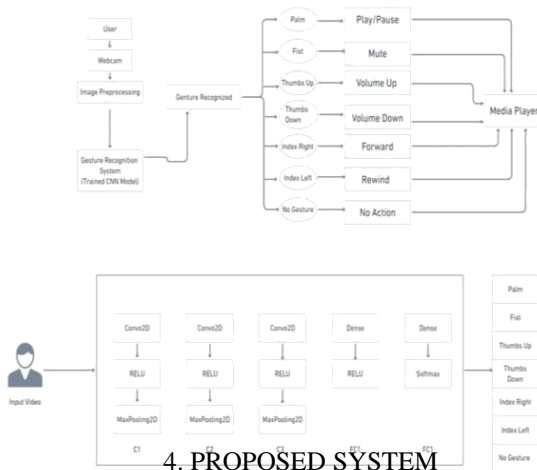 User
Webcam
Image Preprocessing
Gesture Recognition
System
(Trained CNN Model)
Gesture Recognized
Palm
Play/Pause
Fist
Mute
Thumbs Up
Volume Up
Thumbs
Down
Volume Down
Index Right
Forward
Index Left
Rewind
No Gesture
No Action
Media Player
Input Video
Convo2D
RELU
MaxPooling2D
C1
Convo2D
RELU
MaxPooling2D
C2
Convo2D
RELU
MaxPooling2D
C3
Dense
RELU
FC1
Dense
Softmax
FC1
Palm
Fist
Thumbs Up
Thumbs
Down
Index Right
Index Left
No Gesture
4. PROPOSED SYSTEM